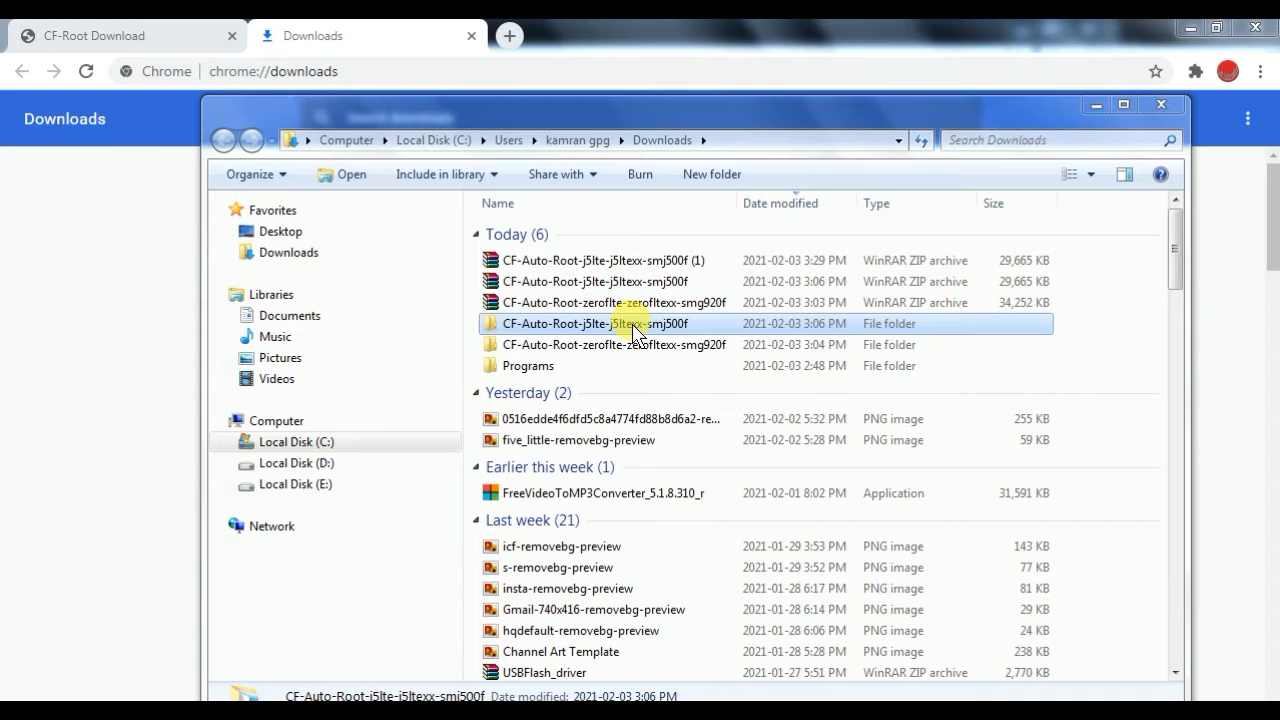 CF-Root Download
Downloads
Chrome | chrome://downloads
Downloads
Search downloads
Computer Local Disk (C:) Users kamran gpg Downloads
Search Downloads
Organize Open Include in library Share with Burn New folder
Favorites
Desktop
Downloads
Libraries
Documents
Music
Pictures
Videos
Computer
Local Disk (C:)
Local Disk (D:)
Local Disk (E:)
Network
Name Date modified Type Size
Today (6)
CF-Auto-Root-j5lte-j5ltexx-smj500f (1) 2021-02-03 3:29 PM WinRAR ZIP archive 29,665 KB
CF-Auto-Root-j5lte-j5ltexx-smj500f 2021-02-03 3:06 PM WinRAR ZIP archive 29,665 KB
CF-Auto-Root-zeroflte-zerofltexx-smg920f 2021-02-03 3:03 PM WinRAR ZIP archive 34,252 KB
CF-Auto-Root-j5lte-j5ltexx-smj500f 2021-02-03 3:06 PM File folder
CF-Auto-Root-zeroflte-zerofltexx-smg920f 2021-02-03 3:04 PM File folder
Programs 2021-02-03 2:48 PM File folder
Yesterday (2)
0516edde4f6dfd5c8a4774fd88b8d6a2-re... 2021-02-02 5:32 PM PNG image 255 KB
five_little-removebg-preview 2021-02-02 5:28 PM PNG image 59 KB
Earlier this week (1)
FreeVideoToMP3Converter_5.1.8.310_r 2021-02-01 8:02 PM Application 31,591 KB
Last week (21)
icf-removebg-preview 2021-01-29 3:53 PM PNG image 143 KB
s-removebg-preview 2021-01-29 3:52 PM PNG image 77 KB
insta-removebg-preview 2021-01-28 6:17 PM PNG image 81 KB
Gmail-740x416-removebg-preview 2021-01-28 6:14 PM PNG image 29 KB
hqdefault-removebg-preview 2021-01-28 6:06 PM PNG image 24 KB
Channel Art Template 2021-01-28 5:28 PM PNG image 238 KB
USBFlash_driver 2021-01-27 5:51 PM WinRAR ZIP archive 2,770 KB
CF-Auto-Root-j5lte-j5ltexx-smj500f Date modified: 2021-02-03 3:06 PM